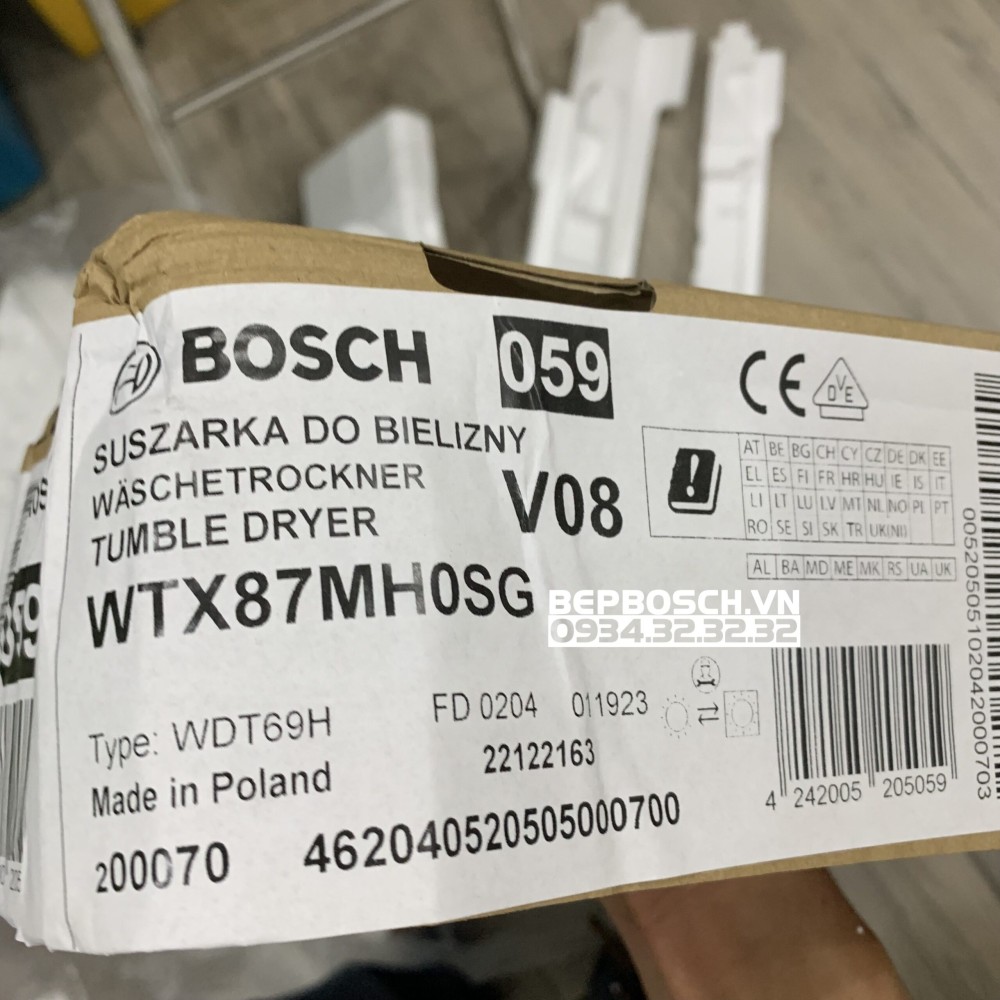 BOSCH
059
SUSZARKA DO BIELIZNY
WÄSCHETROCKNER
TUMBLE DRYER
V08
WTX87MH0SG
CE
VDE
AT BE BG CH CY CZ DE DK EE
EL ES FI FR HR HU IE IS IT
LI LT LU LV MT NL NO PL PT
RO SE SI SK TR UK(NI)
AL BA MD ME MK RS UA UK
BEPBOSCH.VN
0934.32.32.32
Type: WDT69H
FD 0204 011923
Made in Poland
22122163
200070 462040520505000700
4 242005 205059
00520505102042000703